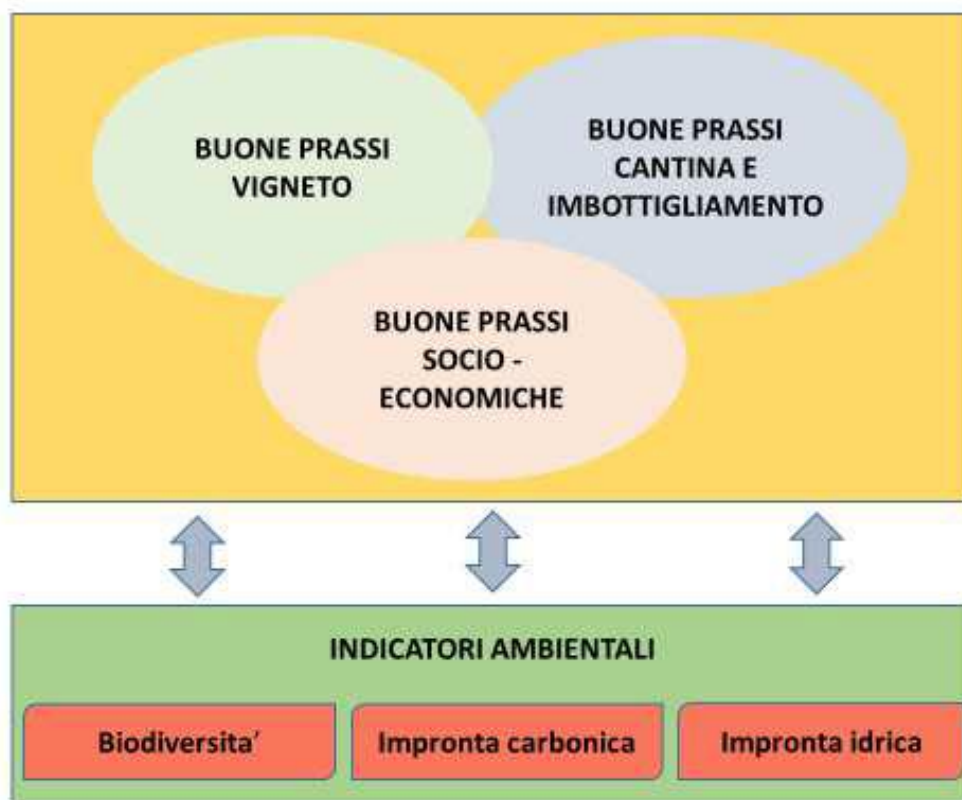 BUONE PRASSI
VIGNETO
BUONE PRASSI
CANTINA E
IMBOTTIGLIAMENTO
BUONE PRASSI
SOCIO -
ECONOMICHE
INDICATORI AMBIENTALI
Biodiversita’
Impronta carbonica
Impronta idrica